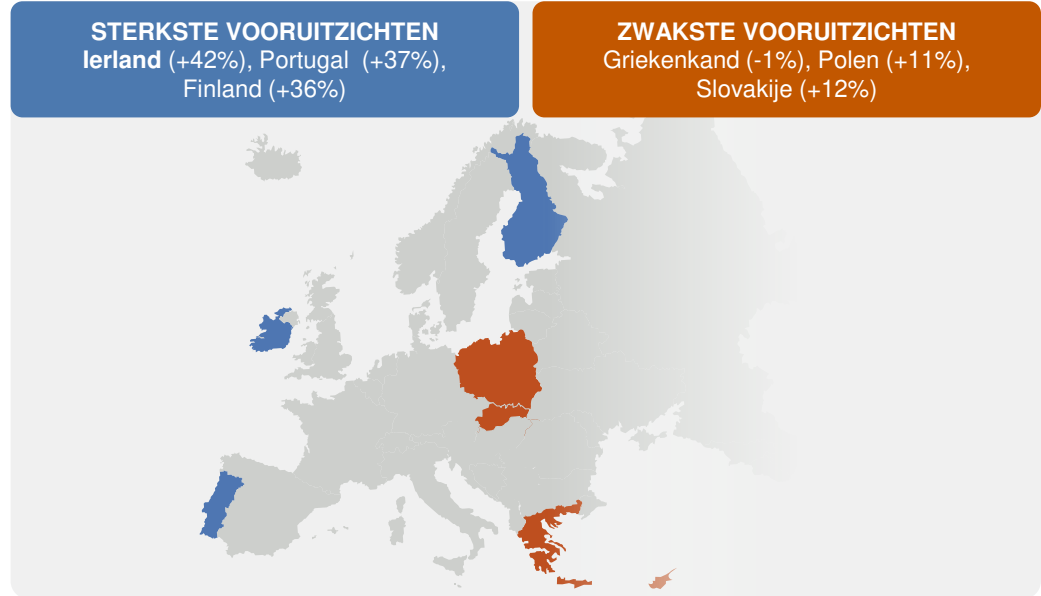 STERKSTE VOORUITZICHTEN
Ierland (+42%), Portugal (+37%),
Finland (+36%)
ZWAKSTE VOORUITZICHTEN
Griekenkand (-1%), Polen (+11%),
Slovakije (+12%)